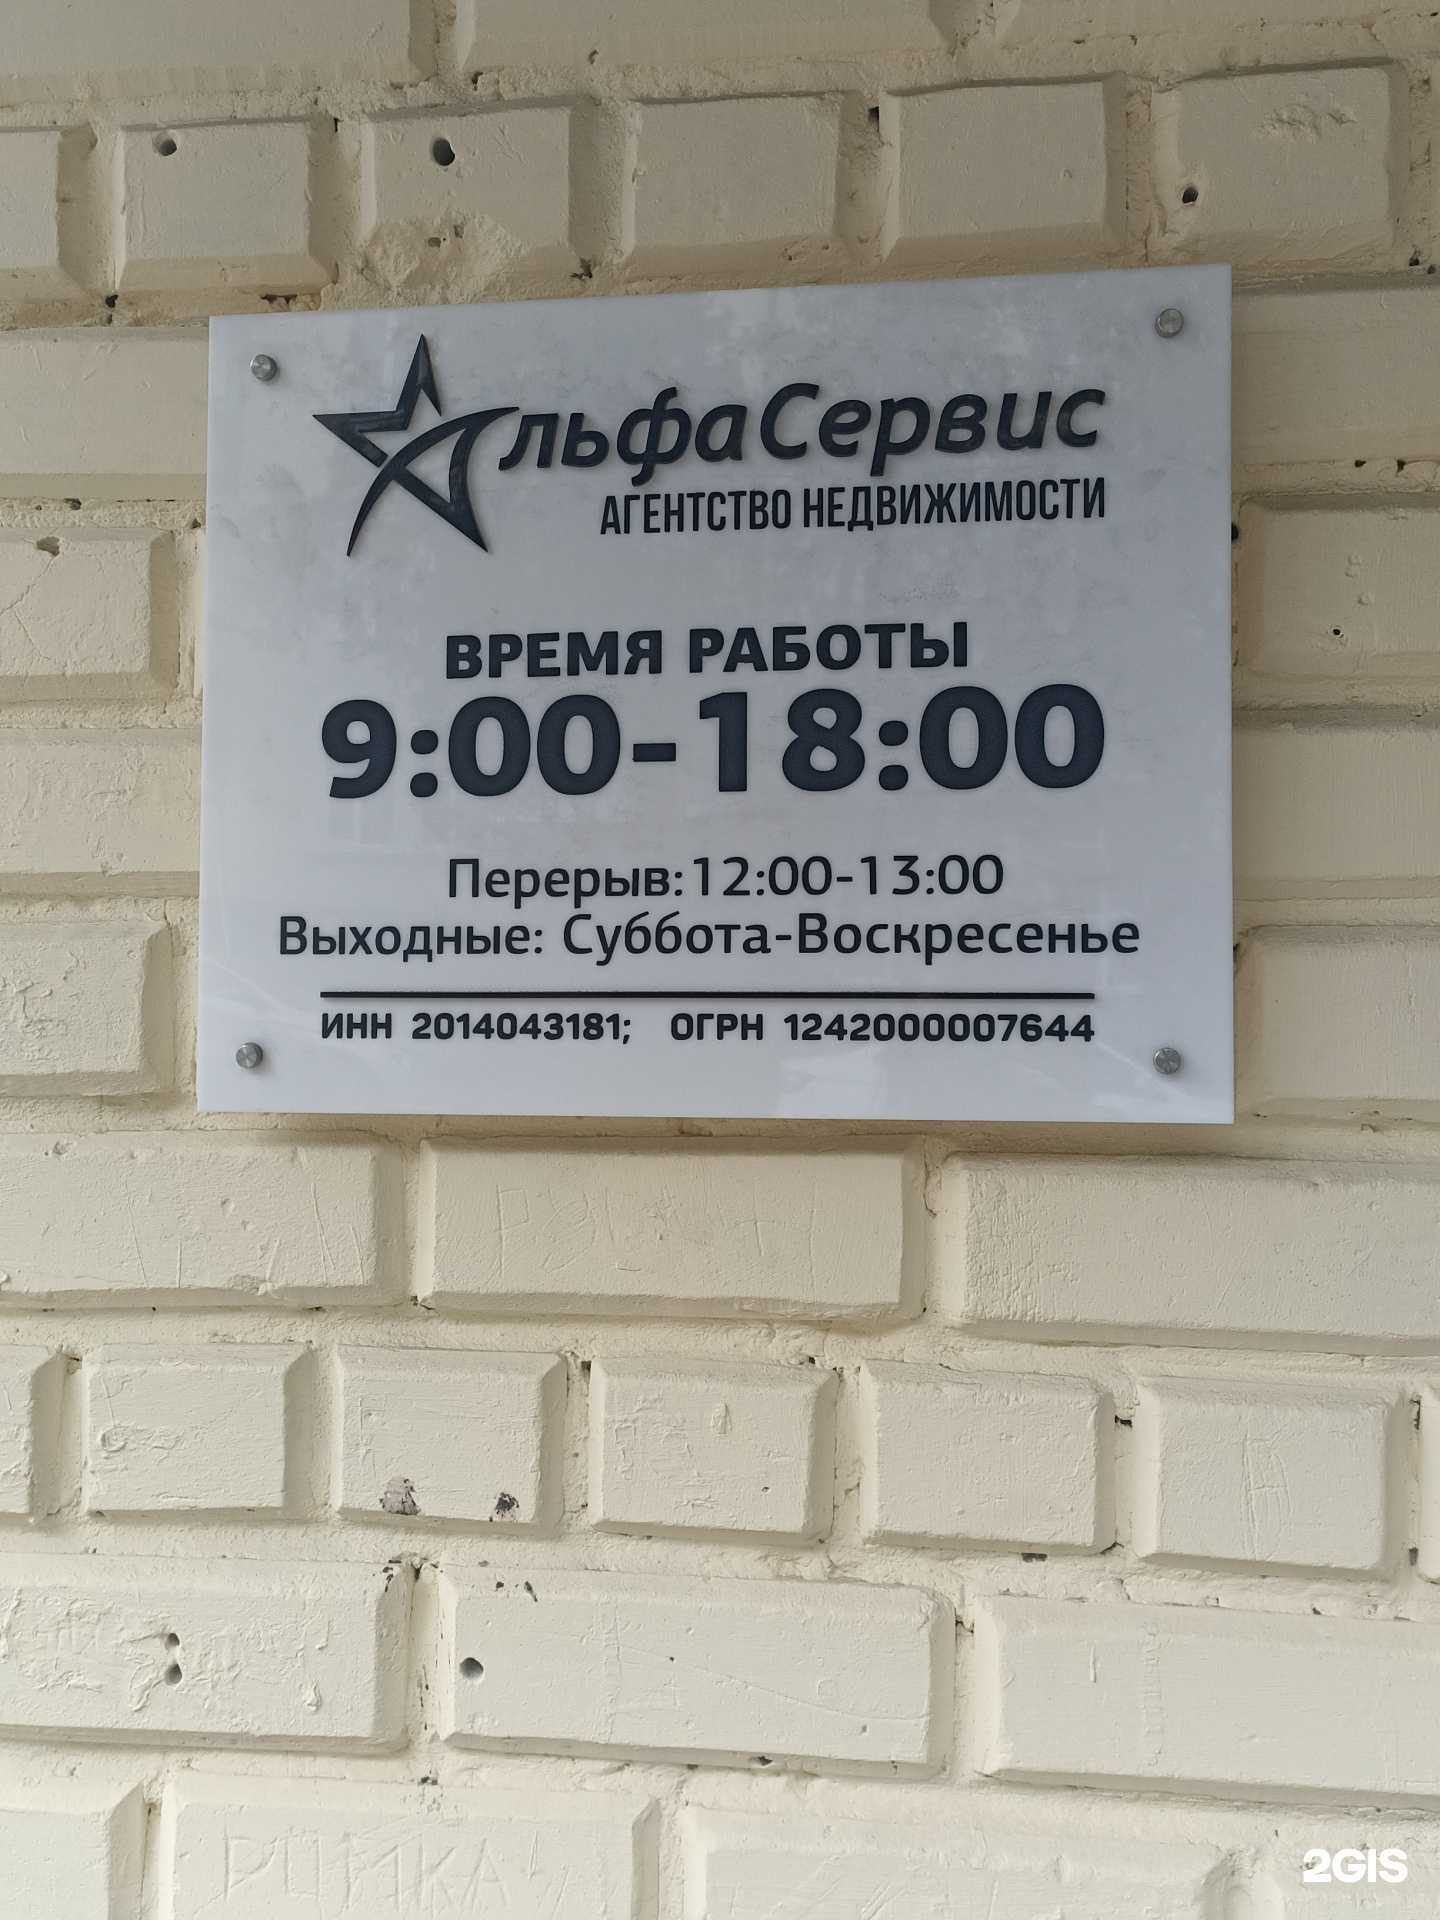 АльфаСервис
АГЕНТСТВО НЕДВИЖИМОСТИ
ВРЕМЯ РАБОТЫ
9:00-18:00
Перерыв:12:00-13:00
Выходные: Суббота-Воскресенье
ИНН 2014043181; ОГРН 1242000007644
РОМКА
2GIS